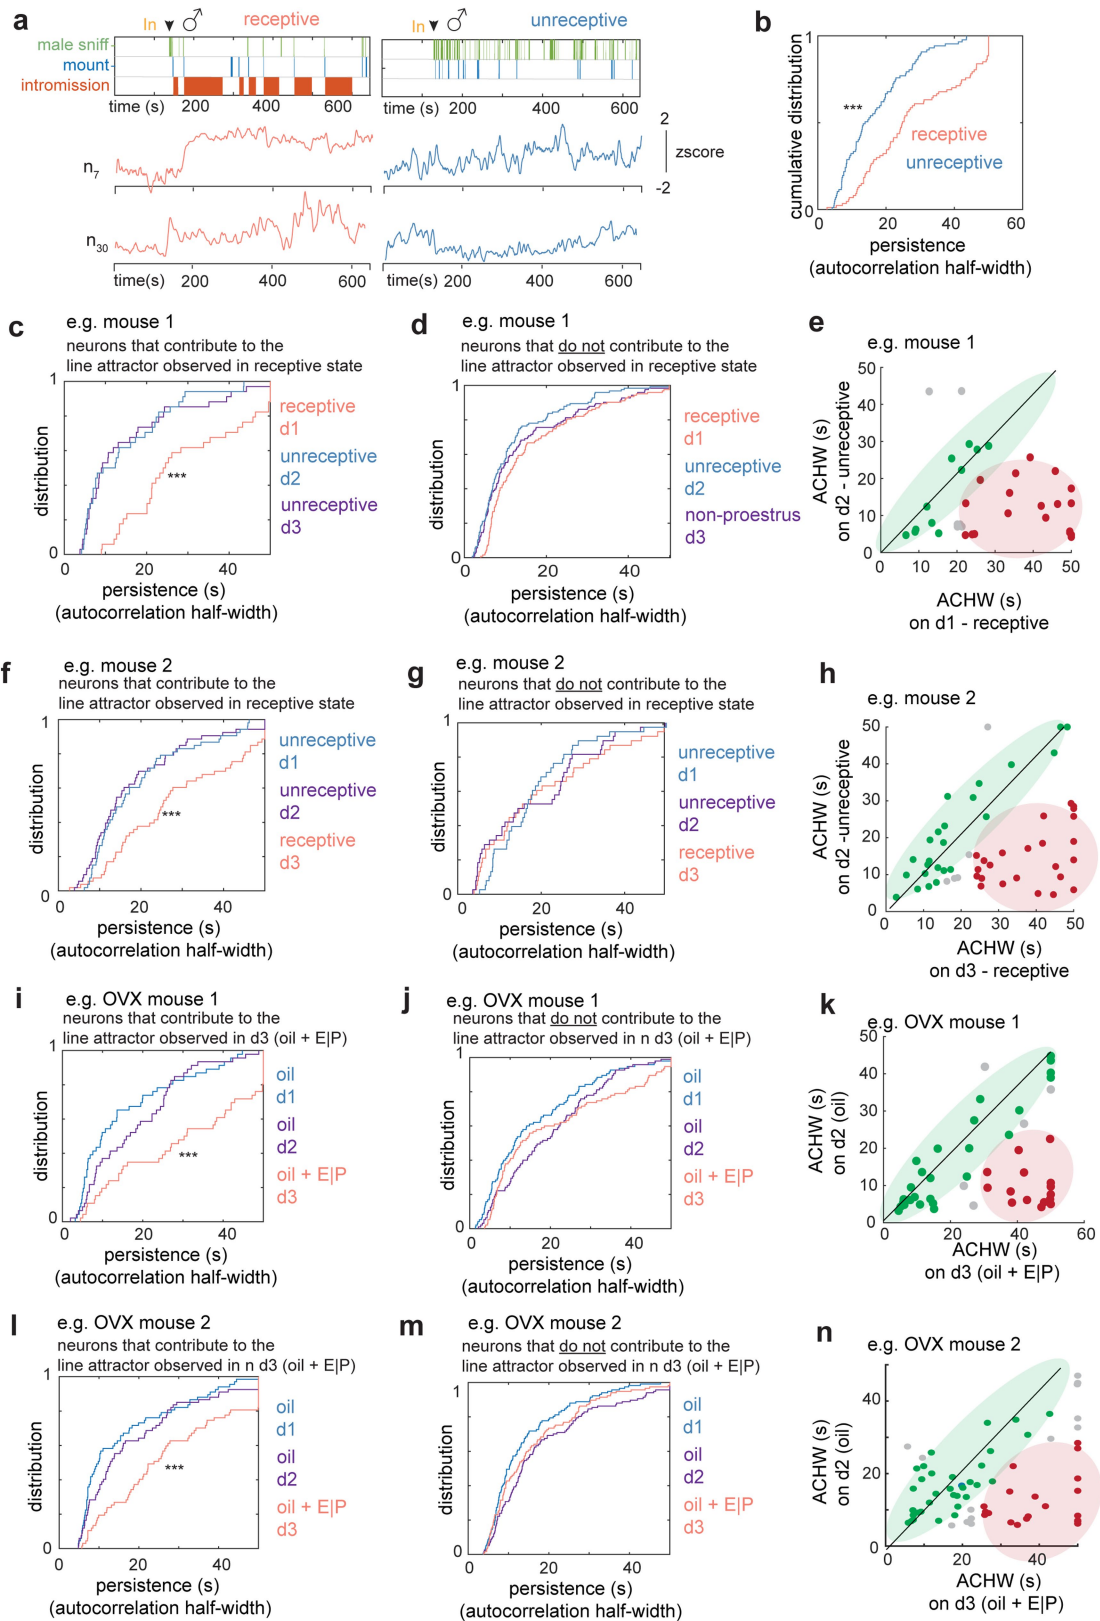 a
In ♂ receptive
unreceptive
male sniff
mount
intromission
time (s) 200 400 600
time (s) 200 400 600
n7
2
zscore
-2
n30
time(s) 200 400 600
time(s) 200 400 600
b
cumulative distribution
1
0
***
receptive
unreceptive
0 20 40 60
persistence
(autocorrelation half-width)
c
e.g. mouse 1
neurons that contribute to the
line attractor observed in receptive state
distribution
1
0
***
receptive
d1
unreceptive
d2
unreceptive
d3
0 20 40
persistence (s)
(autocorrelation half-width)
d
e.g. mouse 1
neurons that do not contribute to the
line attractor observed in receptive state
distribution
1
0
receptive
d1
unreceptive
d2
non-proestrus
d3
0 20 40
persistence (s)
(autocorrelation half-width)
e
e.g. mouse 1
ACHW (s)
on d2 - unreceptive
50
40
30
20
10
0
0 10 20 30 40 50
ACHW (s)
on d1 - receptive
f
e.g. mouse 2
neurons that contribute to the
line attractor observed in receptive state
distribution
1
0
***
unreceptive
d1
unreceptive
d2
receptive
d3
0 20 40
persistence (s)
(autocorrelation half-width)
g
e.g. mouse 2
neurons that do not contribute to the
line attractor observed in receptive state
distribution
1
0
unreceptive
d1
unreceptive
d2
receptive
d3
0 20 40
persistence (s)
(autocorrelation half-width)
h
e.g. mouse 2
ACHW (s)
on d2 -unreceptive
50
40
30
20
10
0
0 10 20 30 40 50
ACHW (s)
on d3 - receptive
i
e.g. OVX mouse 1
neurons that contribute to the
line attractor observed in d3 (oil + E|P)
distribution
1
0
***
oil
d1
oil
d2
oil + E|P
d3
0 20 40
persistence (s)
(autocorrelation half-width)
j
e.g. OVX mouse 1
neurons that do not contribute to the
line attractor observed in n d3 (oil + E|P)
distribution
1
0
oil
d1
oil
d2
oil + E|P
d3
0 20 40
persistence (s)
(autocorrelation half-width)
k
e.g. OVX mouse 1
ACHW (s)
on d2 (oil)
50
40
30
20
10
0
0 20 40 60
ACHW (s)
on d3 (oil + E|P)
l
e.g. OVX mouse 2
neurons that contribute to the
line attractor observed in n d3 (oil + E|P)
distribution
1
0
***
oil
d1
oil
d2
oil + E|P
d3
0 20 40
persistence (s)
(autocorrelation half-width)
m
e.g. OVX mouse 2
neurons that do not contribute to the
line attractor observed in n d3 (oil + E|P)
distribution
1
0
oil
d1
oil
d2
oil + E|P
d3
0 20 40
persistence (s)
(autocorrelation half-width)
n
e.g. OVX mouse 2
ACHW (s)
on d2 (oil)
40
20
0
0 20 40
ACHW (s)
on d3 (oil + E|P)